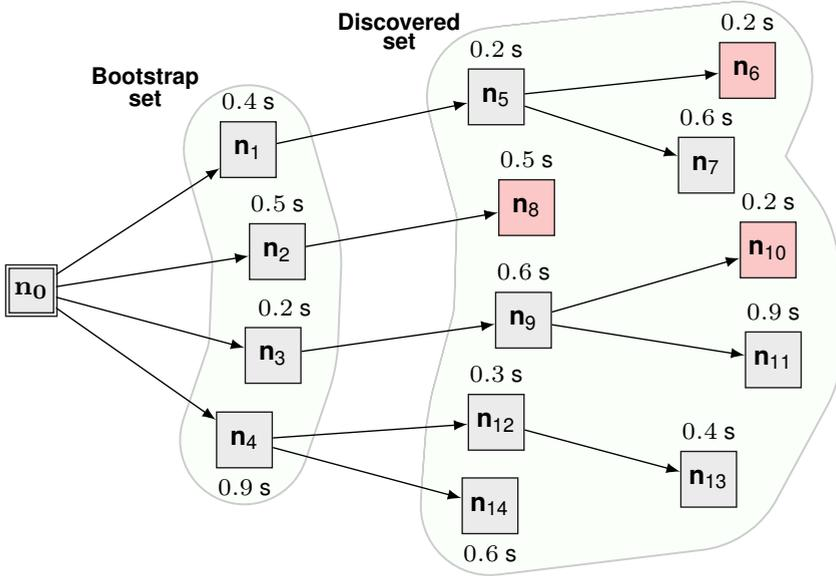 Discovered
set
Bootstrap
set
0.4 s
n1
0.5 s
n2
0.2 s
n3
n4
0.9 s
n0
0.2 s
n5
0.2 s
n6
0.6 s
n7
0.5 s
n8
0.6 s
n9
0.2 s
n10
0.9 s
n11
0.3 s
n12
0.4 s
n13
n14
0.6 s